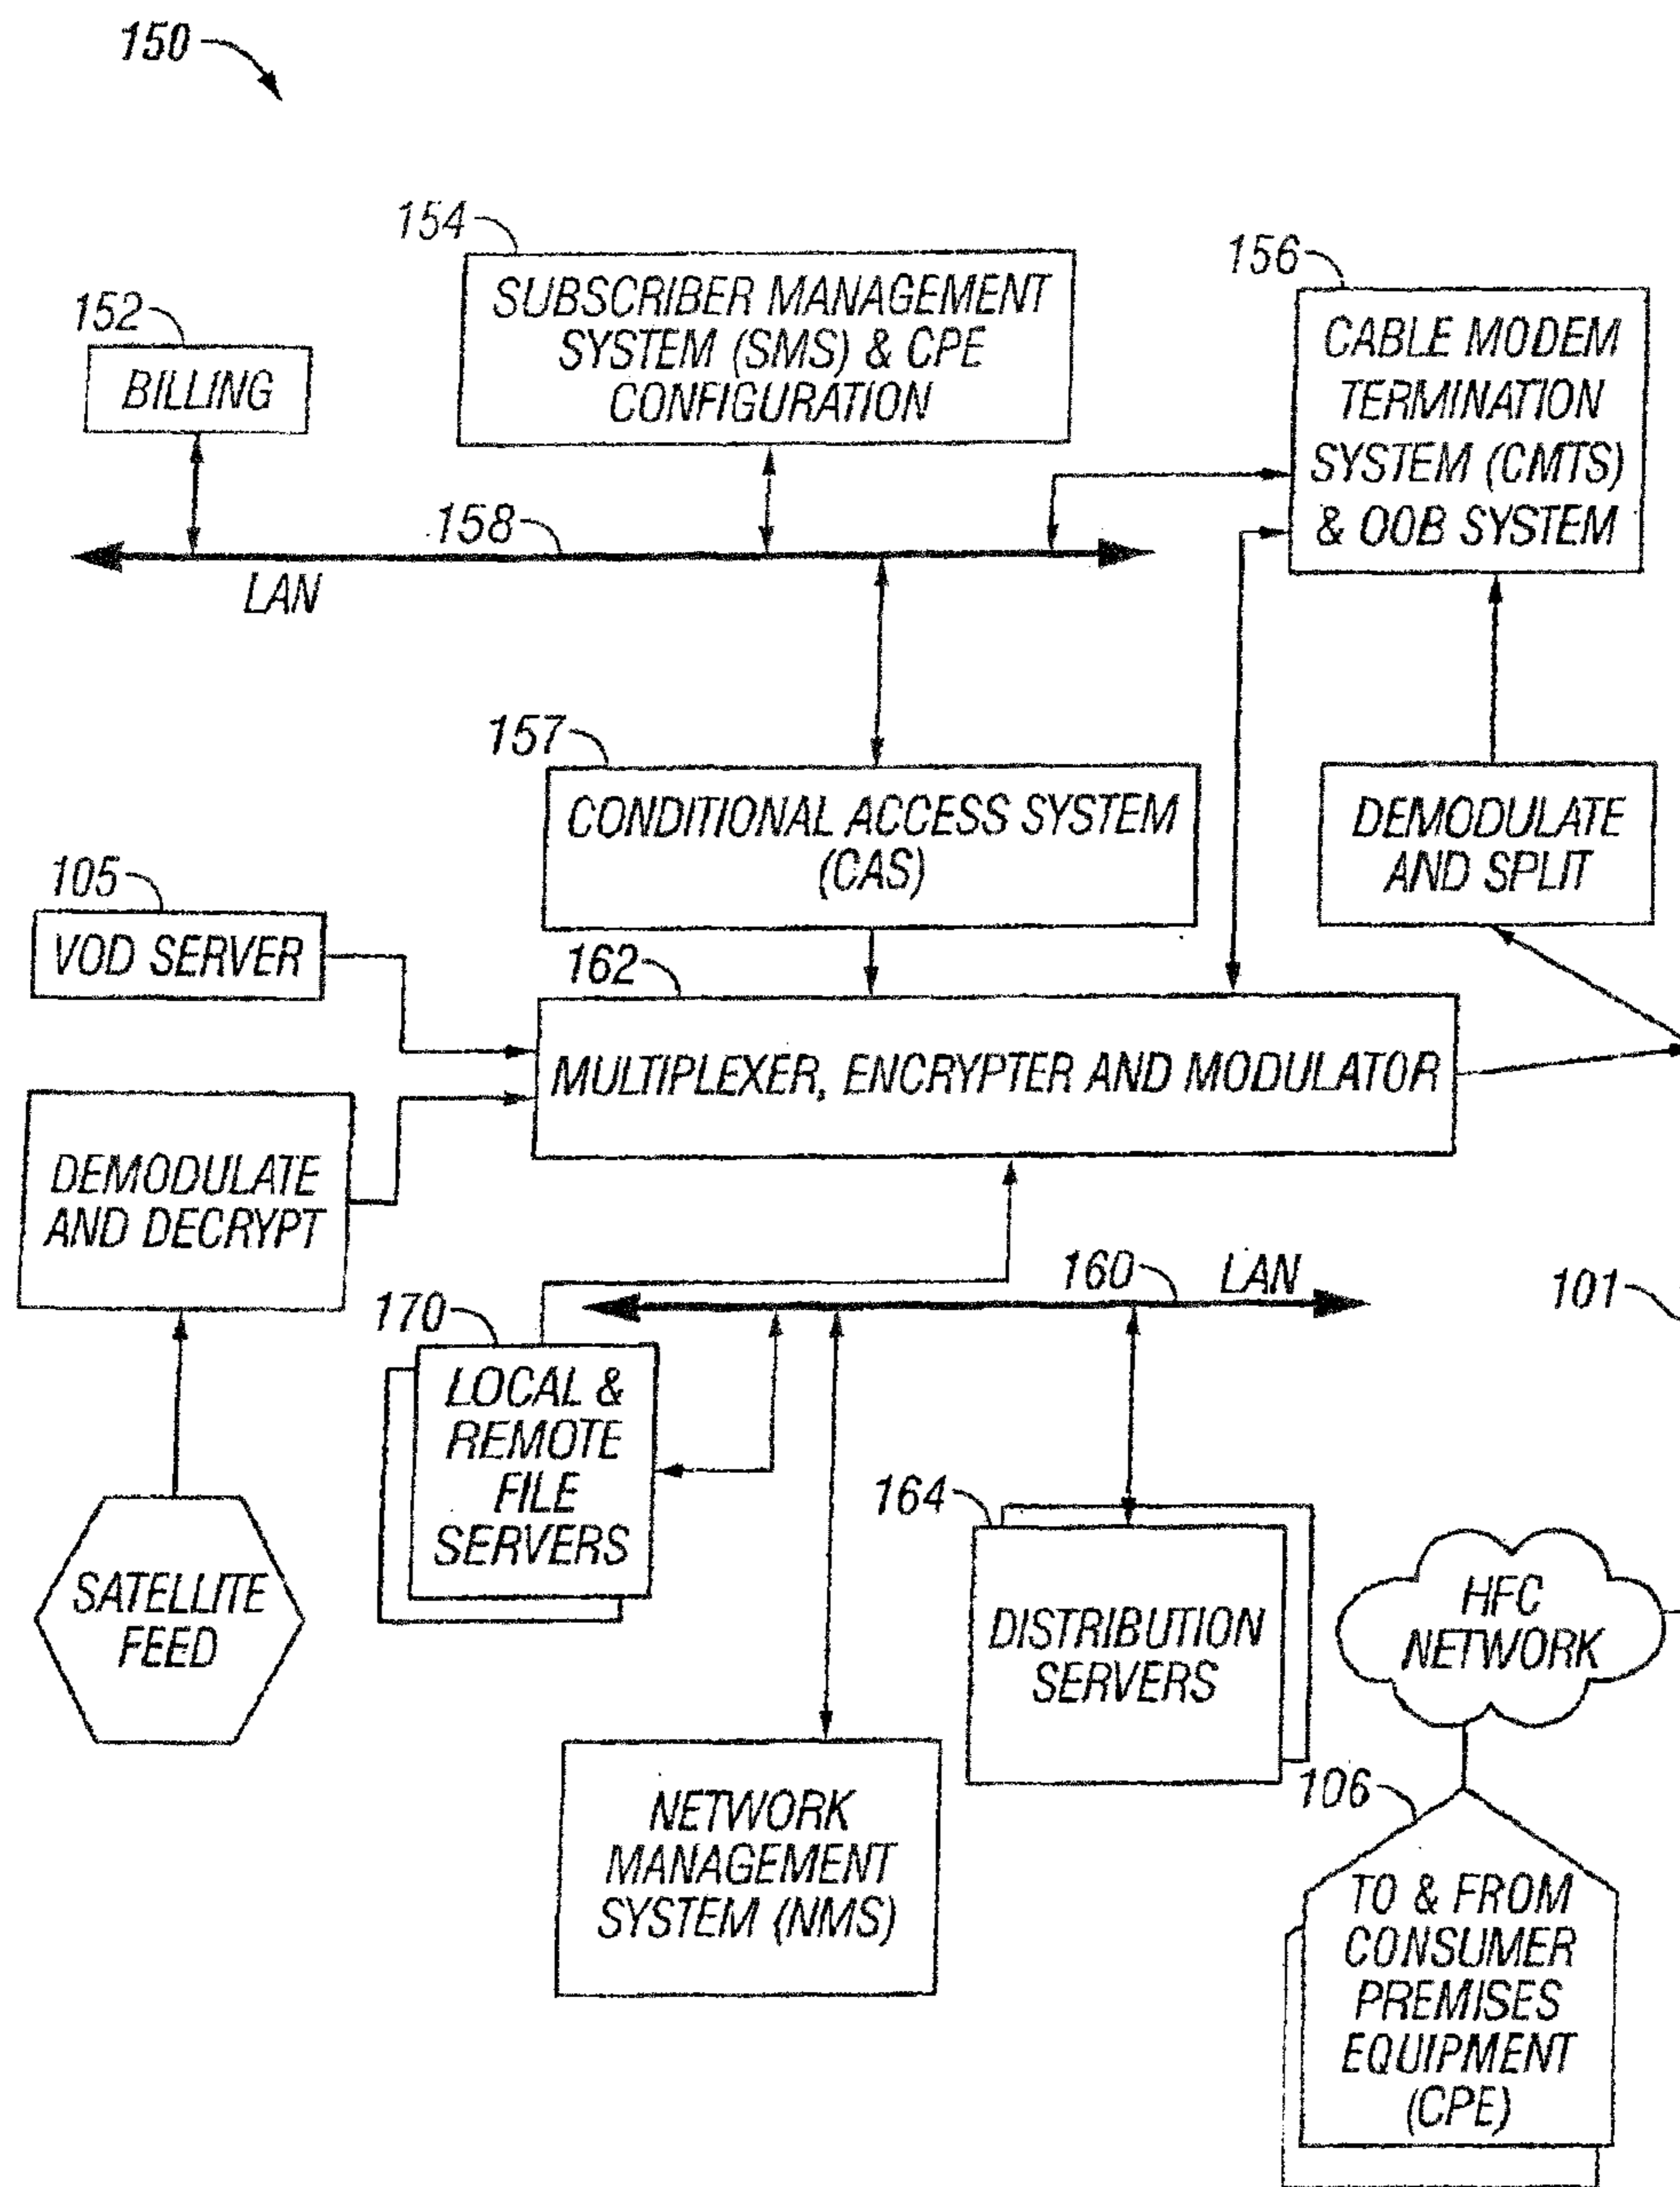 150
154
SUBSCRIBER MANAGEMENT
SYSTEM (SMS) & CPE
CONFIGURATION
156
CABLE MODEM
TERMINATION
SYSTEM (CMTS)
& OOB SYSTEM
152
BILLING
158
LAN
157
CONDITIONAL ACCESS SYSTEM
(CAS)
DEMODULATE
AND SPLIT
105
VOD SERVER
162
MULTIPLEXER, ENCRYPTER AND MODULATOR
DEMODULATE
AND DECRYPT
160
LAN
101
170
LOCAL &
REMOTE
FILE
SERVERS
164
DISTRIBUTION
SERVERS
SATELLITE
FEED
HFC
NETWORK
NETWORK
MANAGEMENT
SYSTEM (NMS)
106
TO & FROM
CONSUMER
PREMISES
EQUIPMENT
(CPE)